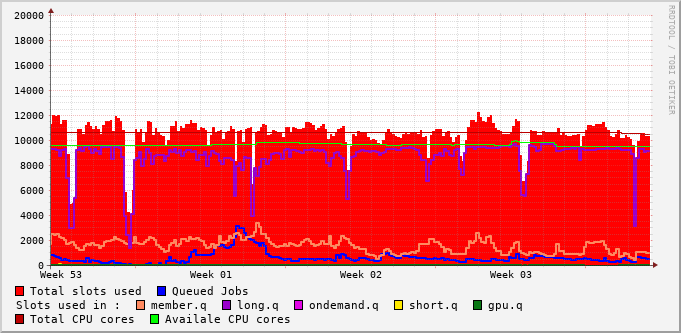 20000
18000
16000
14000
12000
10000
8000
6000
4000
2000
0
Week 53 Week 01 Week 02 Week 03
RRDTOOL / TOBI OETIKER
Total slots used Queued Jobs
Slots used in : member.q long.q ondemand.q short.q gpu.q
Total CPU cores Availale CPU cores